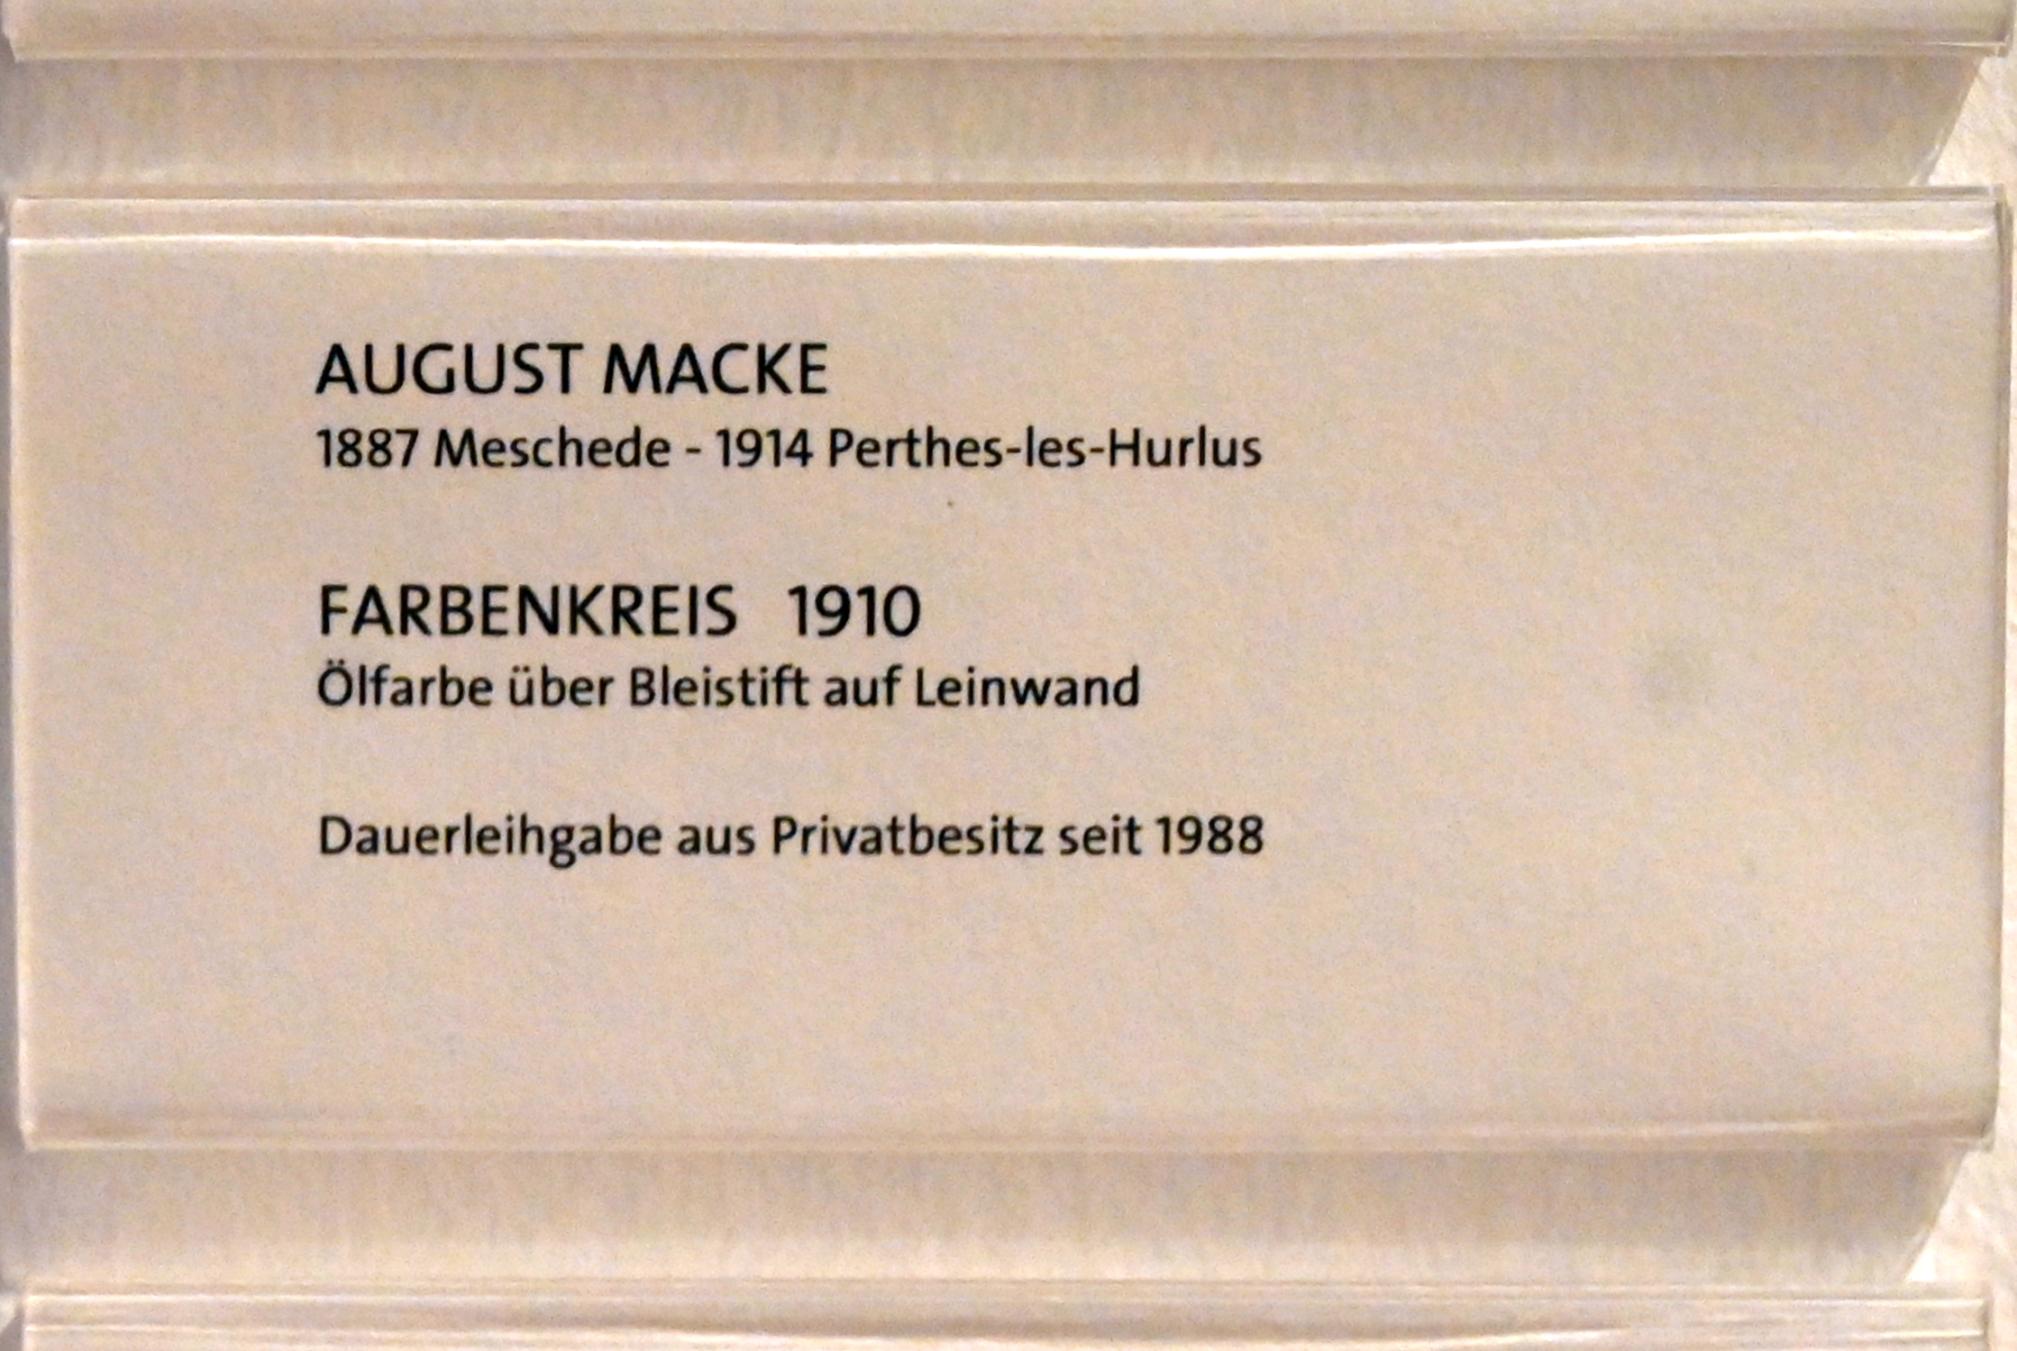 AUGUST MACKE
1887 Meschede - 1914 Perthes-les-Hurlus
FARBENKREIS 1910
Ölfarbe über Bleistift auf Leinwand
Dauerleihgabe aus Privatbesitz seit 1988